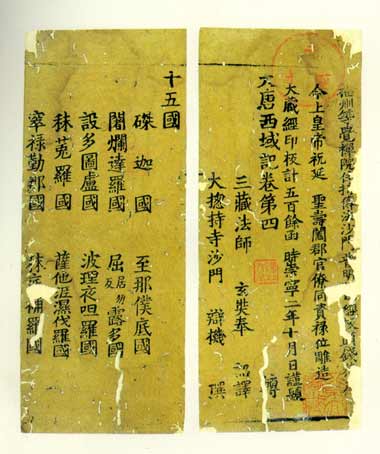 州等覺禪院住持傳法沙門
今上皇帝祝延　聖壽闔郡官僚同資祿位雕造
大藏經印板計五百餘函　時崇寧二年十月日謹題
大唐西域記卷第四
三藏法師　玄奘奉　詔譯
大揔持寺沙門　辯機　撰
十五國
磔迦國　至那僕底國
闍爛達羅國　屈居勿反露多國
設多圖盧國　波理夜呾羅國
秣菟羅國　薩他泥濕伐羅國
窣祿勤那國　秣底補羅國